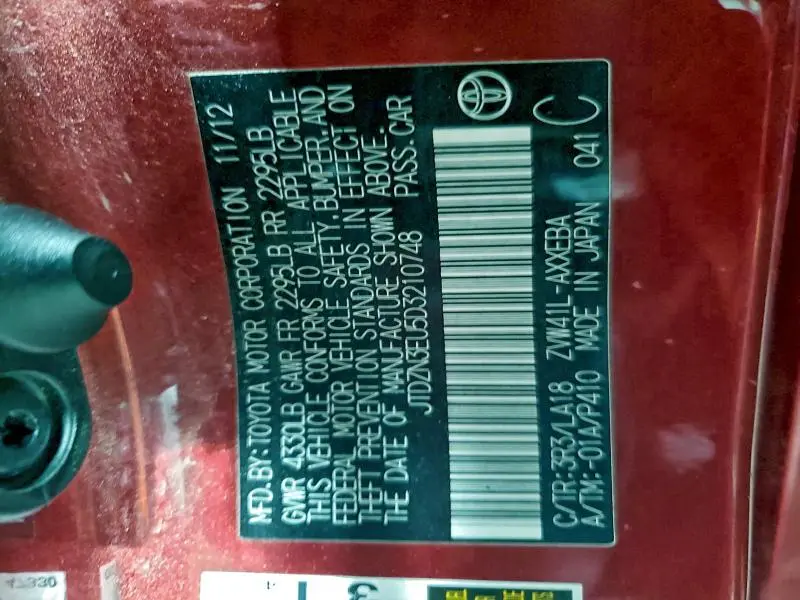 MFD.BY:TOYOTA MOTOR CORPORATION 11/12
GVWR 4330LB GAWR FR 2295LB RR 2295LB
THIS VEHICLE CONFORMS TO ALL APPLICABLE
FEDERAL MOTOR VEHICLE SAFETY,BUMPER,AND
THEFT PREVENTION STANDARDS IN EFFECT ON
THE DATE OF MANUFACTURE SHOWN ABOVE.
JTDZN3EU5D3210748 PASS.CAR
C/TR:3R3/LA18 ZVW41L-AXXEBA 041
A/TM:-01A/P410 MADE IN JAPAN C